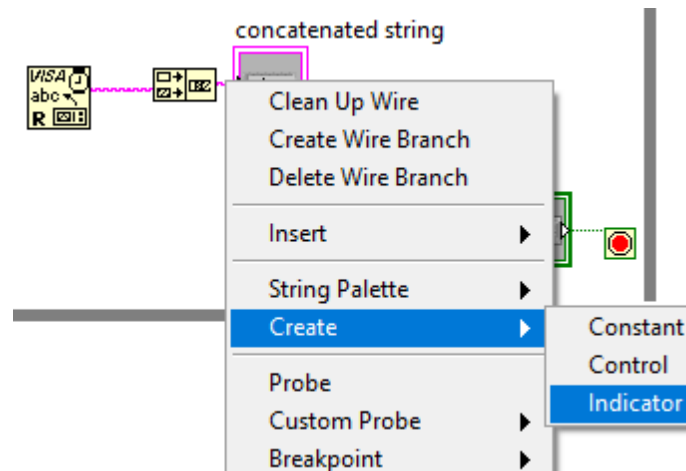 concatenated string
VISA
abc
R
Clean Up Wire
Create Wire Branch
Delete Wire Branch
Insert
String Palette
Create
Probe
Custom Probe
Breakpoint
Constant
Control
Indicator